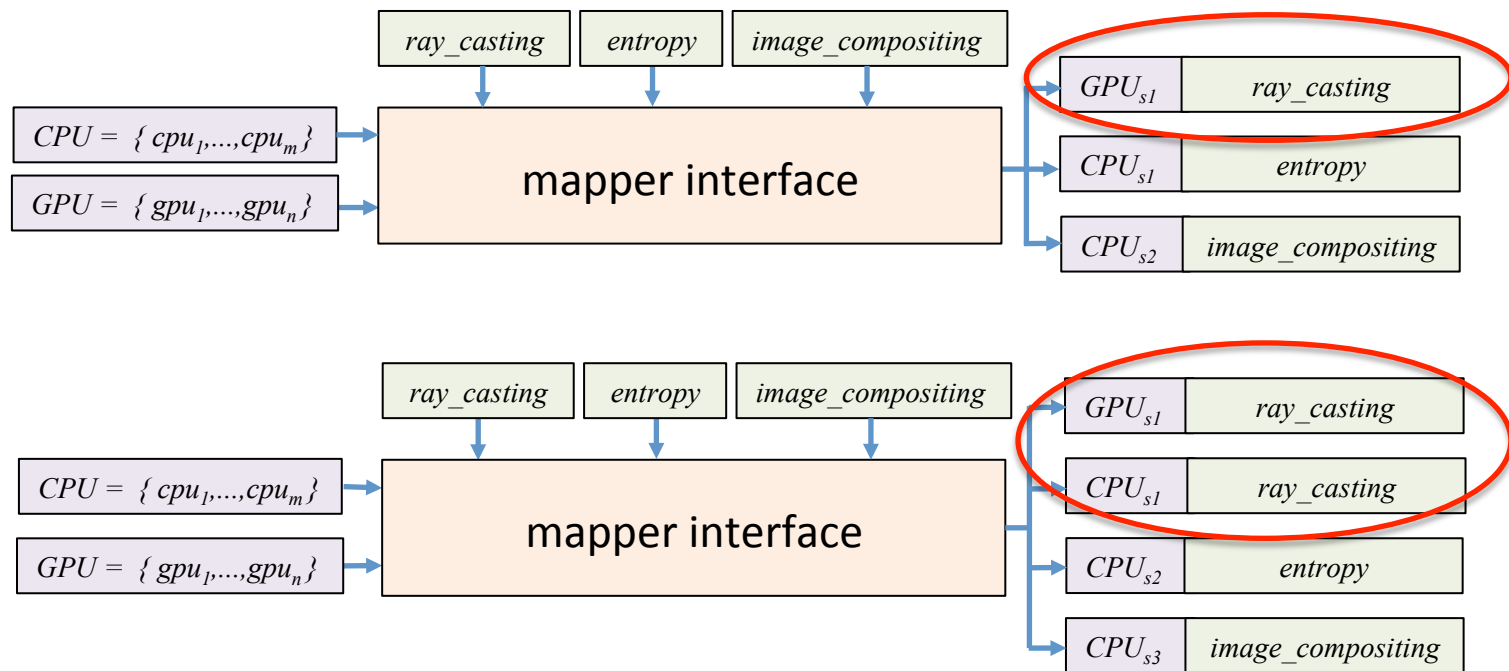 ray_casting entropy image_compositing
CPU = { cpu₁,...,cpuₘ}
GPU = { gpu₁,...,gpuₙ}
mapper interface
GPUₛ₁ ray_casting
CPUₛ₁ entropy
CPUₛ₂ image_compositing
ray_casting entropy image_compositing
CPU = { cpu₁,...,cpuₘ}
GPU = { gpu₁,...,gpuₙ}
mapper interface
GPUₛ₁ ray_casting
CPUₛ₁ ray_casting
CPUₛ₂ entropy
CPUₛ₃ image_compositing